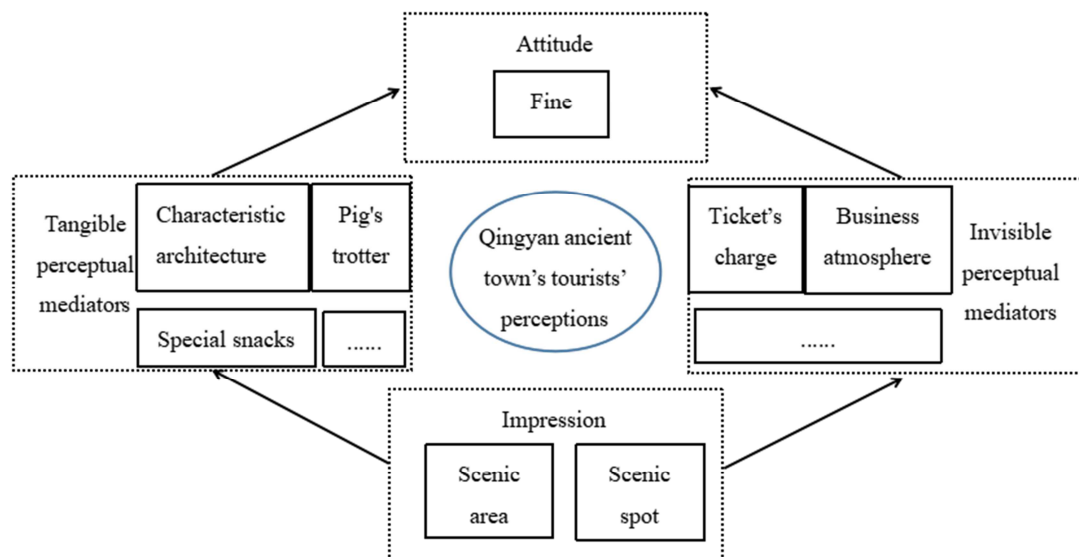 Attitude
Fine
Tangible
perceptual
mediators
Characteristic
architecture
Pig's
trotter
Special snacks
......
Qingyan ancient
town's tourists'
perceptions
Ticket's
charge
Business
atmosphere
......
Invisible
perceptual
mediators
Impression
Scenic
area
Scenic
spot